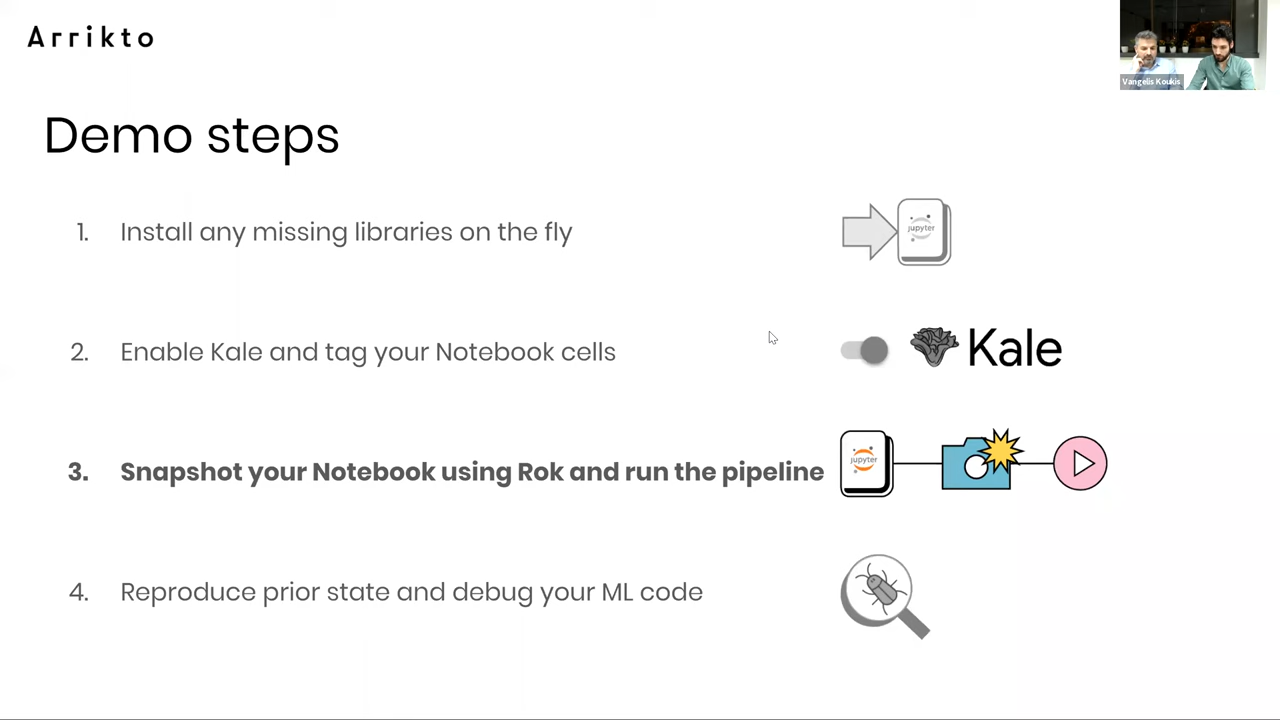 Arrikto
Vangelis Koukis
Demo steps
1. Install any missing libraries on the fly
jupyter
2. Enable Kale and tag your Notebook cells
Kale
3. Snapshot your Notebook using Rok and run the pipeline
jupyter
4. Reproduce prior state and debug your ML code